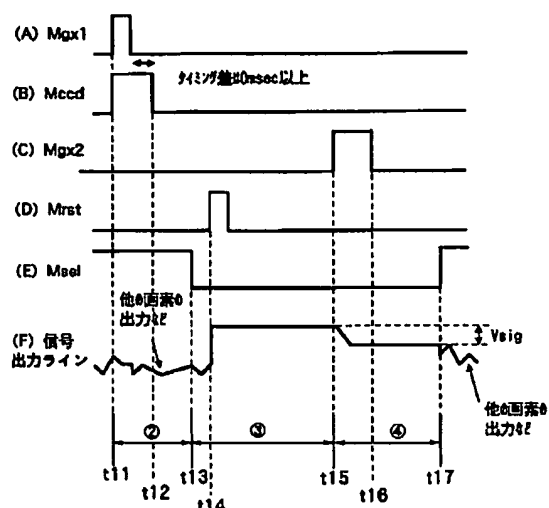 (A) Mgx1
タイミング差は0msec以上
(B) Mccd
(C) Mgx2
(D) Mrst
(E) Msel
他の画素の
出力など
(F) 信号
出力ライン
Vsig
他の画素の
出力など
② ③ ④
t11 t13 t15 t17
t12 t16
t14